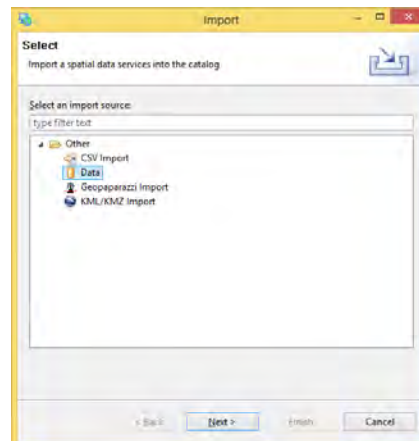 Import
Select
Import a spatial data services into the catalog
Select an import source:
type filter text
Other
CSV Import
Data
Geopaparazzi Import
KML/KMZ Import
< Back
Next >
Finish
Cancel